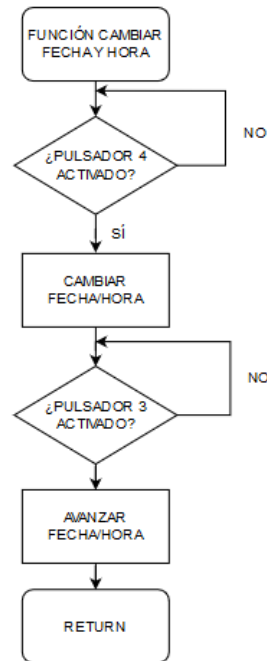 FUNCIÓN CAMBIAR
FECHA Y HORA
¿PULSADOR 4
ACTIVADO?
NO
SÍ
CAMBIAR
FECHA/HORA
¿PULSADOR 3
ACTIVADO?
NO
AVANZAR
FECHA/HORA
RETURN